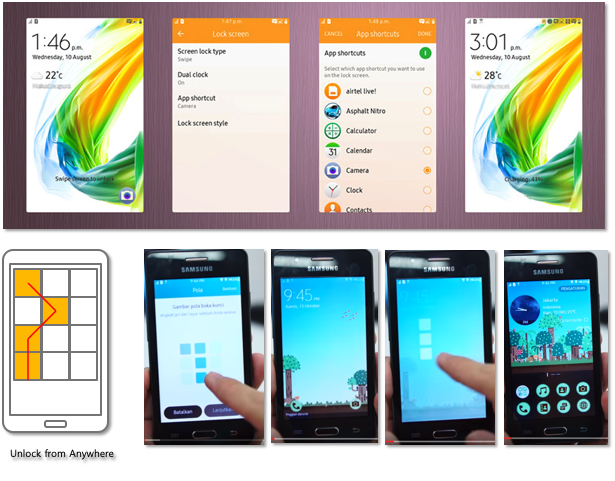 1:46 p.m.
Wednesday, 10 August
22°c
Swipe screen to unlock
1:47 p.m.
Lock screen
Screen lock type
Swipe
Dual clock
On
App shortcut
Camera
Lock screen style
1:49 p.m.
CANCEL
App shortcuts
DONE
App shortcuts
Select which app shortcut you want to use
on the lock screen.
airtel live!
Asphalt Nitro
Calculator
Calendar
31
Camera
Clock
Contacts
3:01 p.m.
Wednesday, 10 August
28°c
Charging: 43%
Unlock from Anywhere
SAMSUNG
Pola
Gambar pola buka kunci
Batalkan
Lanjutkan
SAMSUNG
9:45
SAMSUNG
SAMSUNG
PENGATURAN